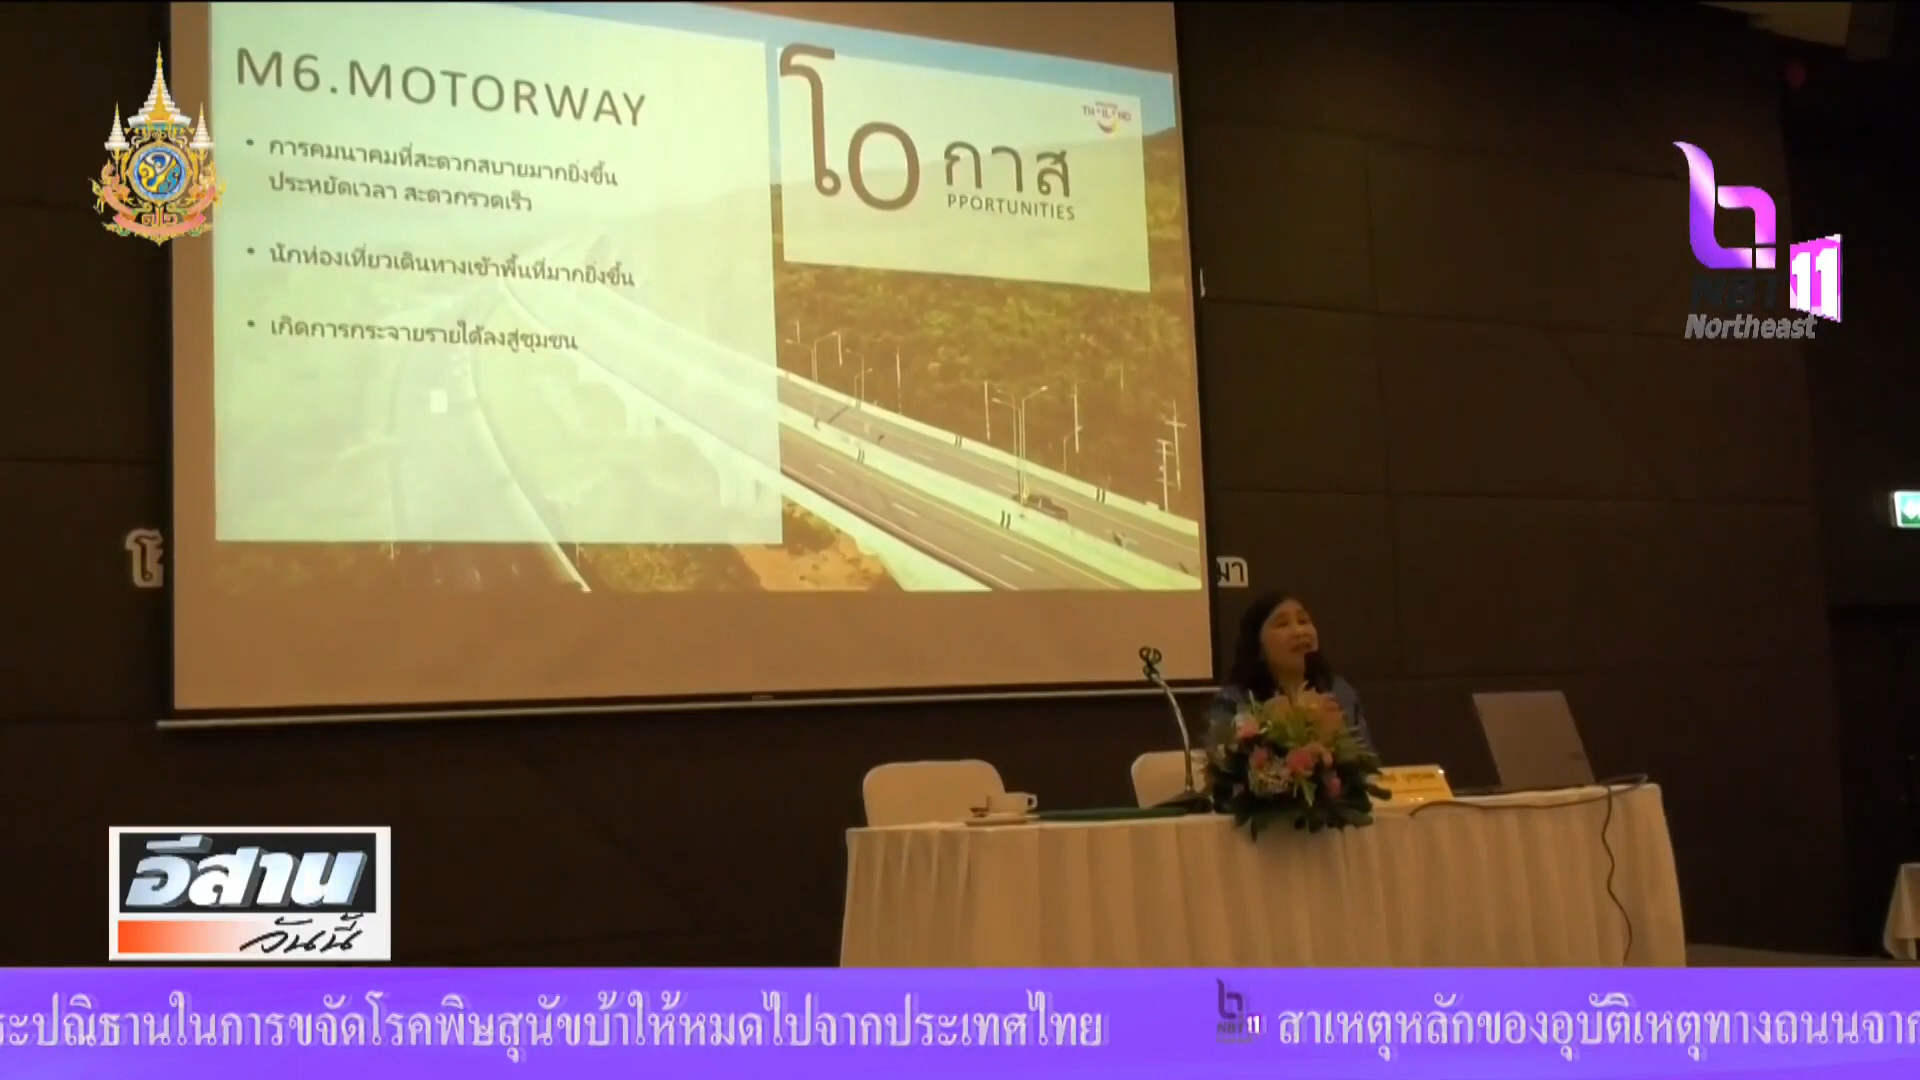 M6.MOTORWAY
• การคมนาคมที่สะดวกสบายมากยิ่งขึ้น
ประหยัดเวลา สะดวกรวดเร็ว
• นักท่องเที่ยวเดินทางเข้าพื้นที่มากยิ่งขึ้น
• เกิดการกระจายรายได้ลงสู่ชุมชน
THAILAND
โอกาส
PPORTUNITIES
NBT 11
Northeast
๗๒
โ
มา
อีสาน
วันนี้
ระปณิธานในการขจัดโรคพิษสุนัขบ้าให้หมดไปจากประเทศไทย
NBT 11
สาเหตุหลักของอุบัติเหตุทางถนนจาก